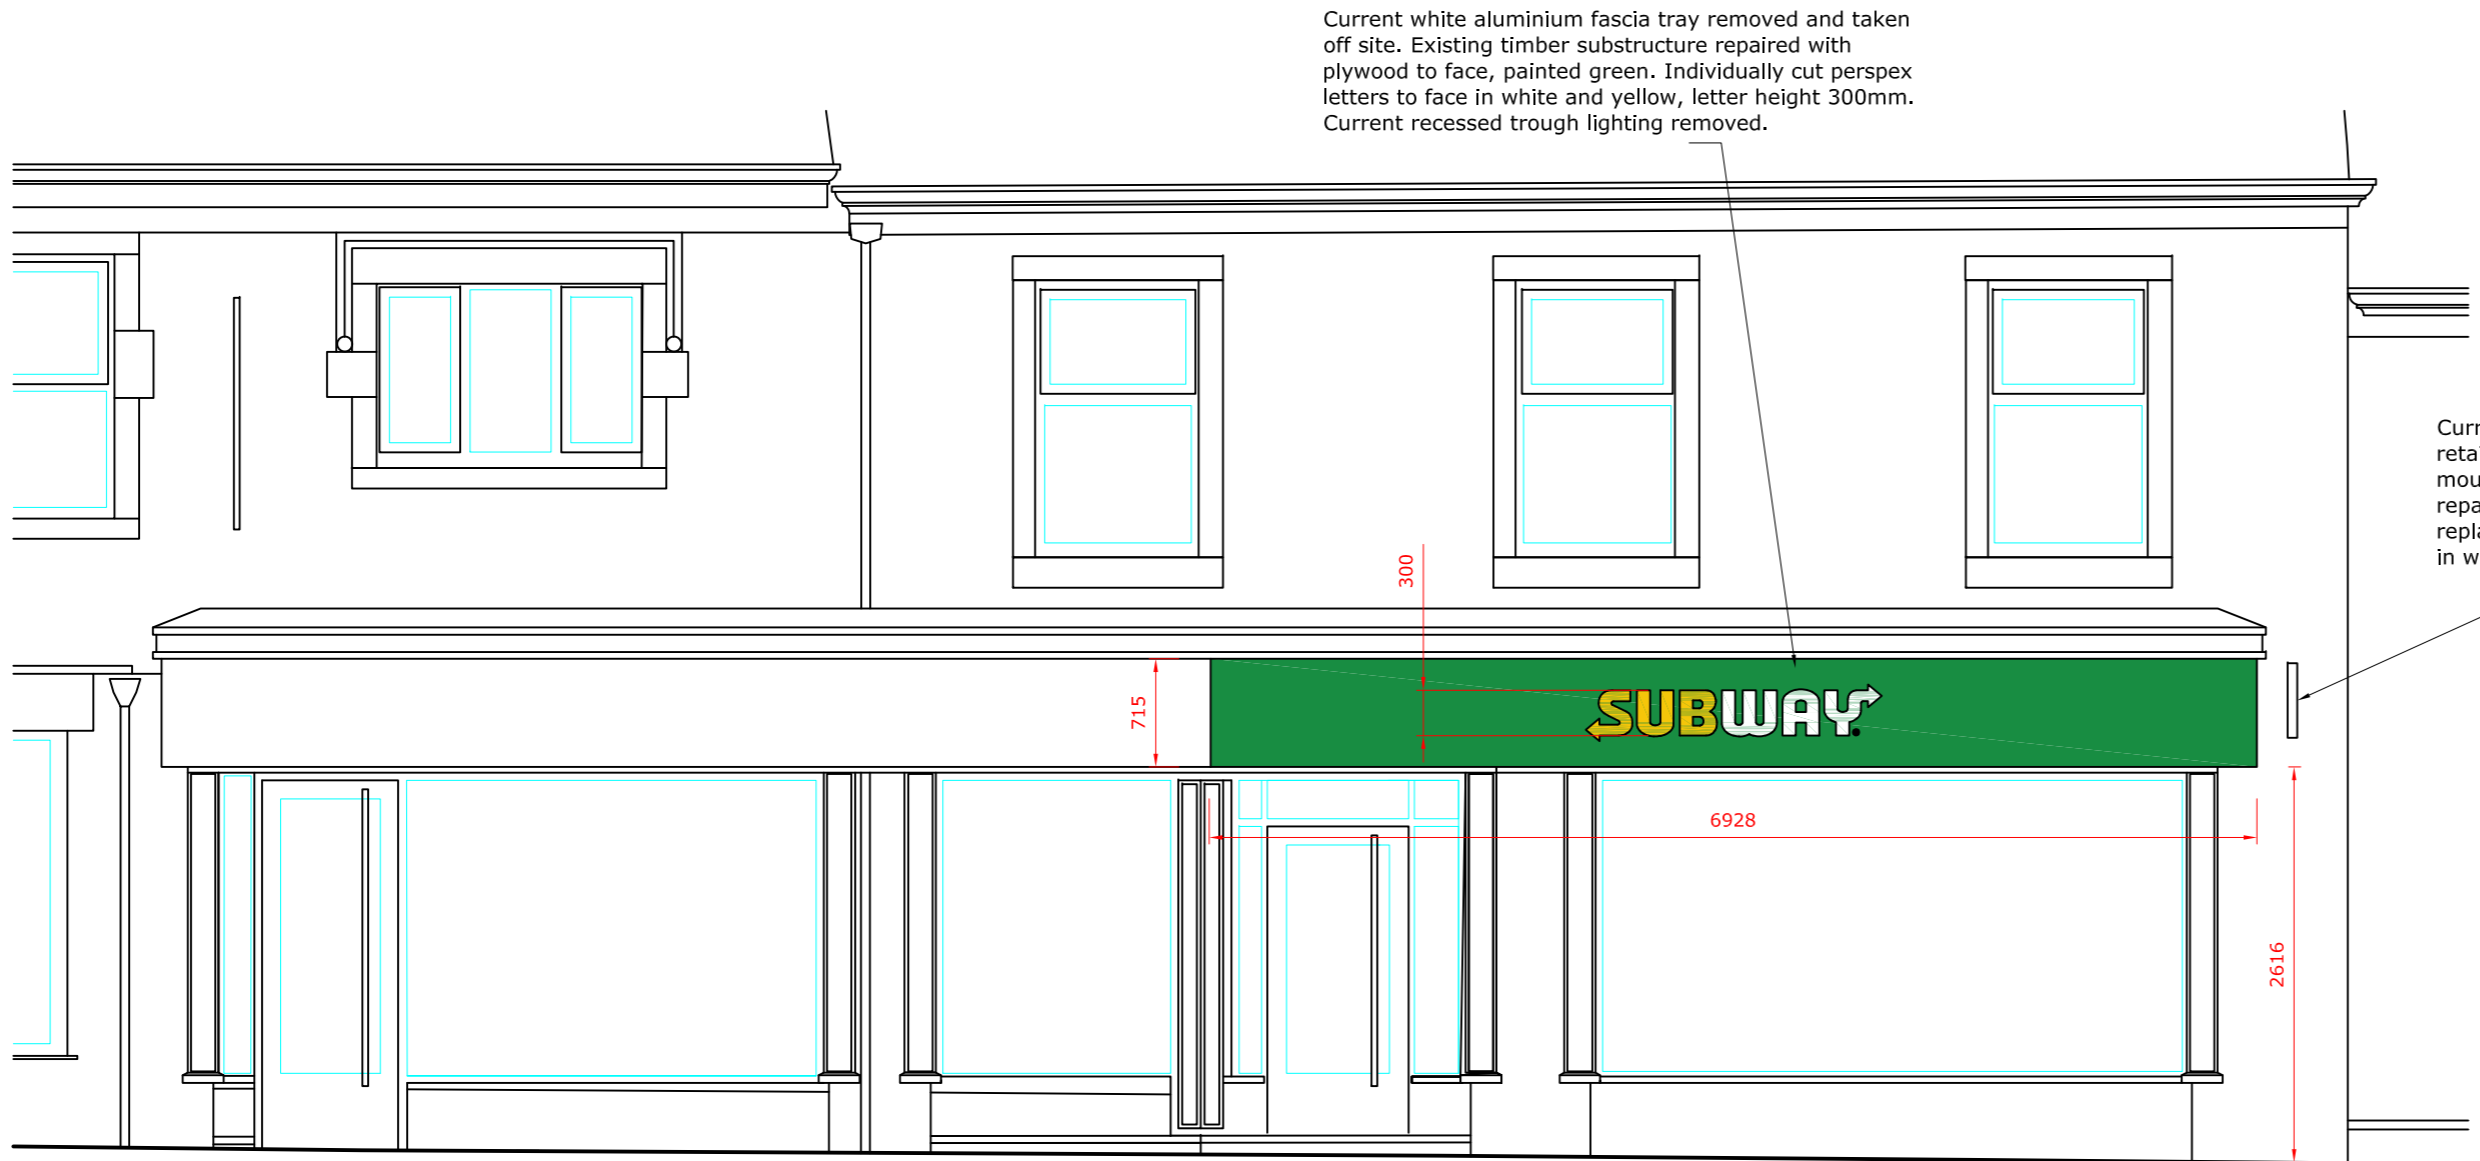 Current white aluminium fascia tray removed and taken
off site. Existing timber substructure repaired with
plywood to face, painted green. Individually cut perspex
letters to face in white and yellow, letter height 300mm.
Current recessed trough lighting removed.
300
715
SUBWAY
6928
2616